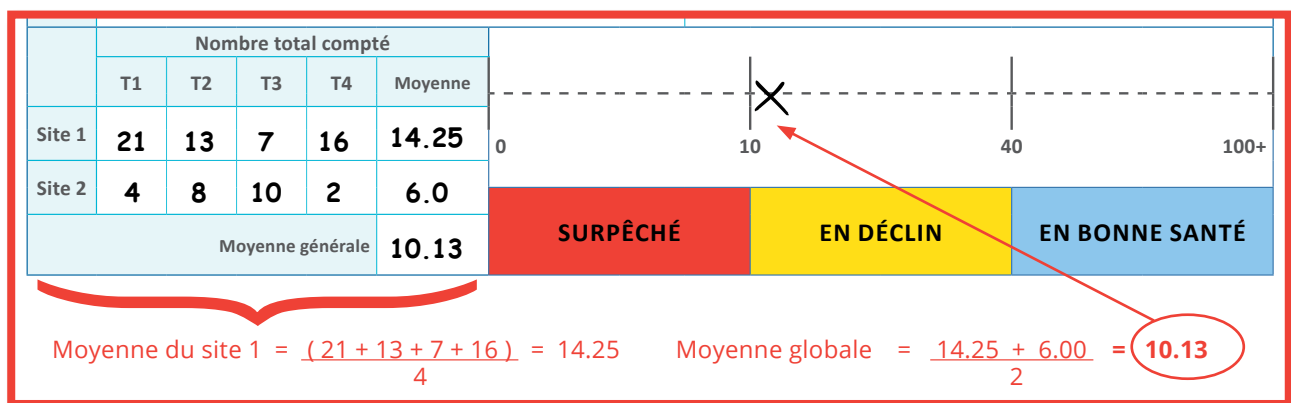 Nombre total compté
T1 T2 T3 T4 Moyenne
Site 1 21 13 7 16 14.25
Site 2 4 8 10 2 6.0
Moyenne générale 10.13
0 10 40 100+
SURPÊCHÉ EN DÉCLIN EN BONNE SANTÉ
Moyenne du site 1 = ( 21 + 13 + 7 + 16 ) = 14.25 Moyenne globale = 14.25 + 6.00 = 10.13
4 2